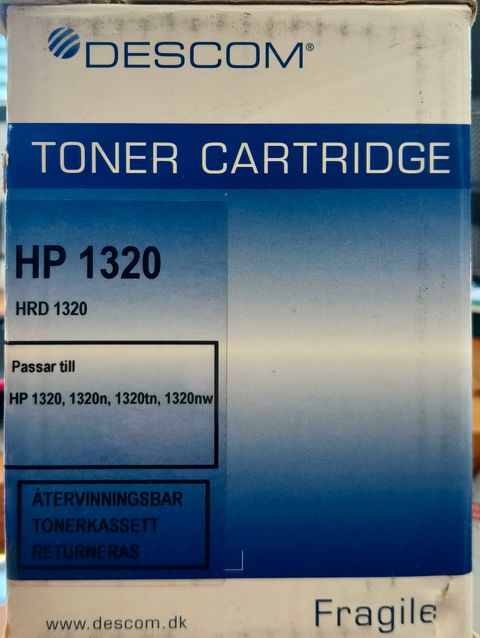 DESCOM®
TONER CARTRIDGE
HP 1320
HRD 1320
Passar till
HP 1320, 1320n, 1320tn, 1320nw
ÅTERVINNINGSBAR
TONERKASSETT
RETURNERAS
www.descom.dk
Fragile